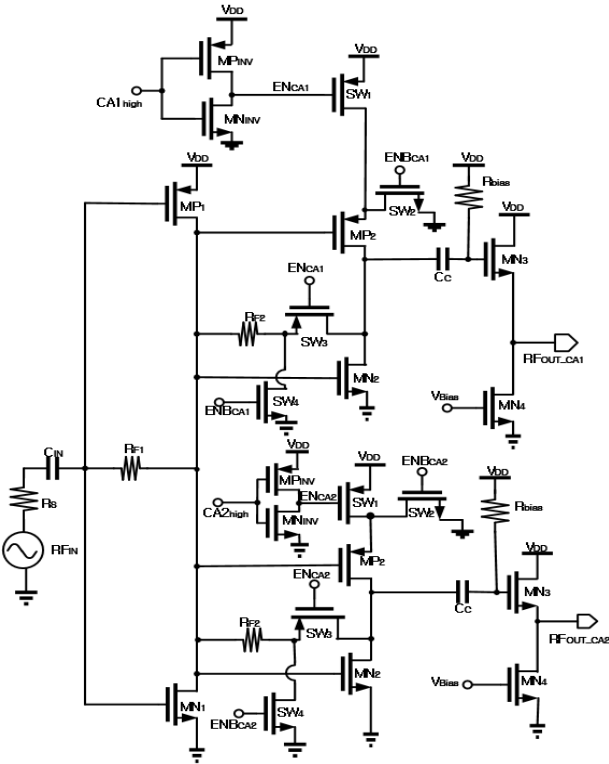 VDD
MPINV
CA1high
MNINV
ENCA1
VDD
SW1
ENBCA1
SW2
VDD
MP1
MP2
Rbias
VDD
CC
MN3
ENCA1
RF2
SW3
MN2
RFOUT_CA1
ENBCA1
SW4
VBias
MN4
CIN
RF1
RS
RFIN
VDD
MPINV
CA2high
MNINV
ENCA2
VDD
SW1
ENBCA2
SW2
MP2
Rbias
VDD
CC
MN3
ENCA2
RF2
SW3
MN2
RFOUT_CA2
MN1
ENBCA2
SW4
VBias
MN4